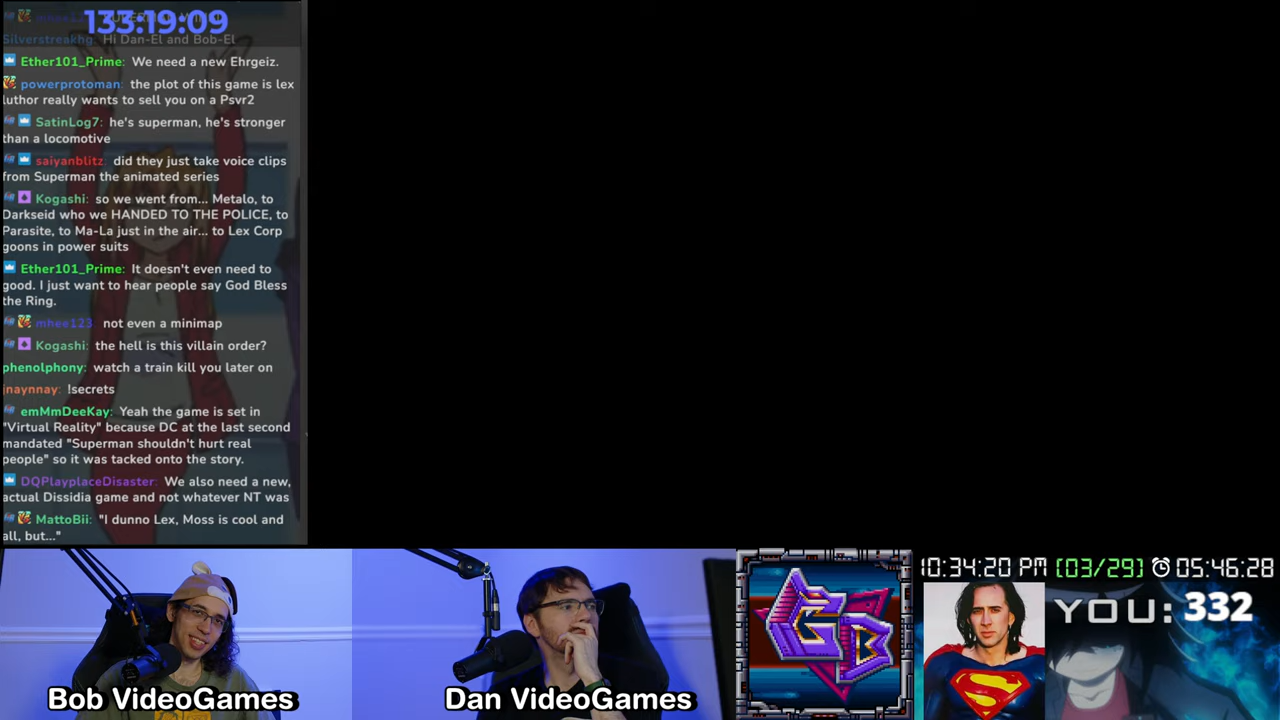 133:19:09
Silverstreakhg: Hi Dan-El and Bob-El
Ether101_Prime: We need a new Ehrgeiz.
powerprotoman: the plot of this game is lex
luthor really wants to sell you on a Psvr2
SatinLog7: he's superman, he's stronger
than a locomotive
saiyanblitz: did they just take voice clips
from Superman the animated series
Kogashi: so we went from... Metalo, to
Darkseid who we HANDED TO THE POLICE, to
Parasite, to Ma-La just in the air... to Lex Corp
goons in power suits
Ether101_Prime: It doesn't even need to
good. I just want to hear people say God Bless
the Ring.
mhee123 not even a minimap
Kogashi: the hell is this villain order?
phenolphony: watch a train kill you later on
jnaynnay: !secrets
emMmDeeKay: Yeah the game is set in
"Virtual Reality" because DC at the last second
mandated "Superman shouldn't hurt real
people" so it was tacked onto the story.
DQPlayplaceDisaster: We also need a new,
actual Dissidia game and not whatever NT was
MattoBii: "I dunno Lex, Moss is cool and
all, but..."
Bob VideoGames
Dan VideoGames
GB
10:34:20 PM [03/29] 05:46:28
YOU: 332
S